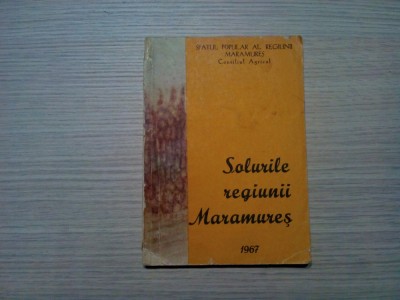 SFATUL POPULAR AL REGIUNII
MARAMUREȘ
Consiliul Agricol
Solurile
regiunii
Maramureș
1967